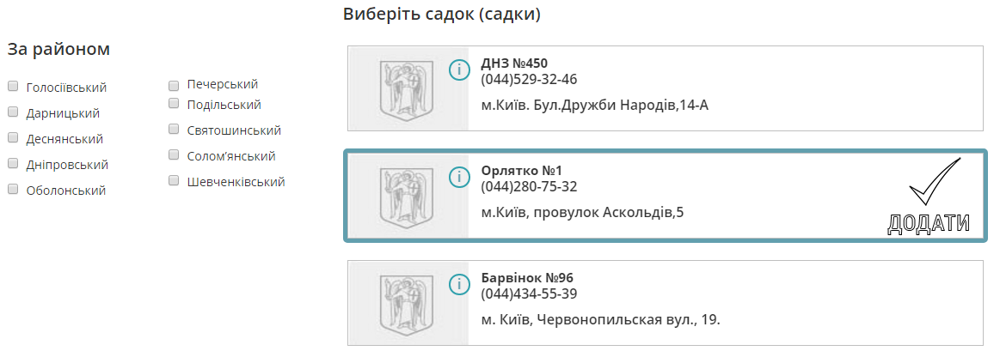 Виберіть садок (садки)
За районом
Голосіївський
Дарницький
Деснянський
Дніпровський
Оболонський
Печерський
Подільський
Святошинський
Солом’янський
Шевченківський
ДНЗ №450
(044)529-32-46
м.Київ. Бул.Дружби Народів,14-А
Орлятко №1
(044)280-75-32
м.Київ, провулок Аскольдів,5
ДОДАТИ
Барвінок №96
(044)434-55-39
м. Київ, Червонопильская вул., 19.